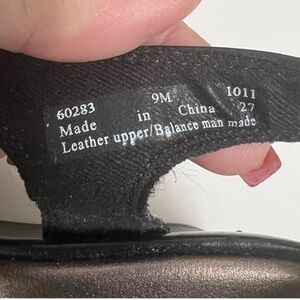 60283 9M 1011
Made in China 27
Leather upper/Balance man made